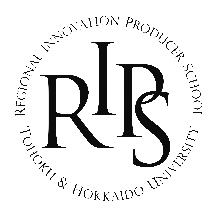 REGIONAL INNOVATION PRODUCER SCHOOL
RIPS
TOHOKU & HOKKAIDO UNIVERSITY